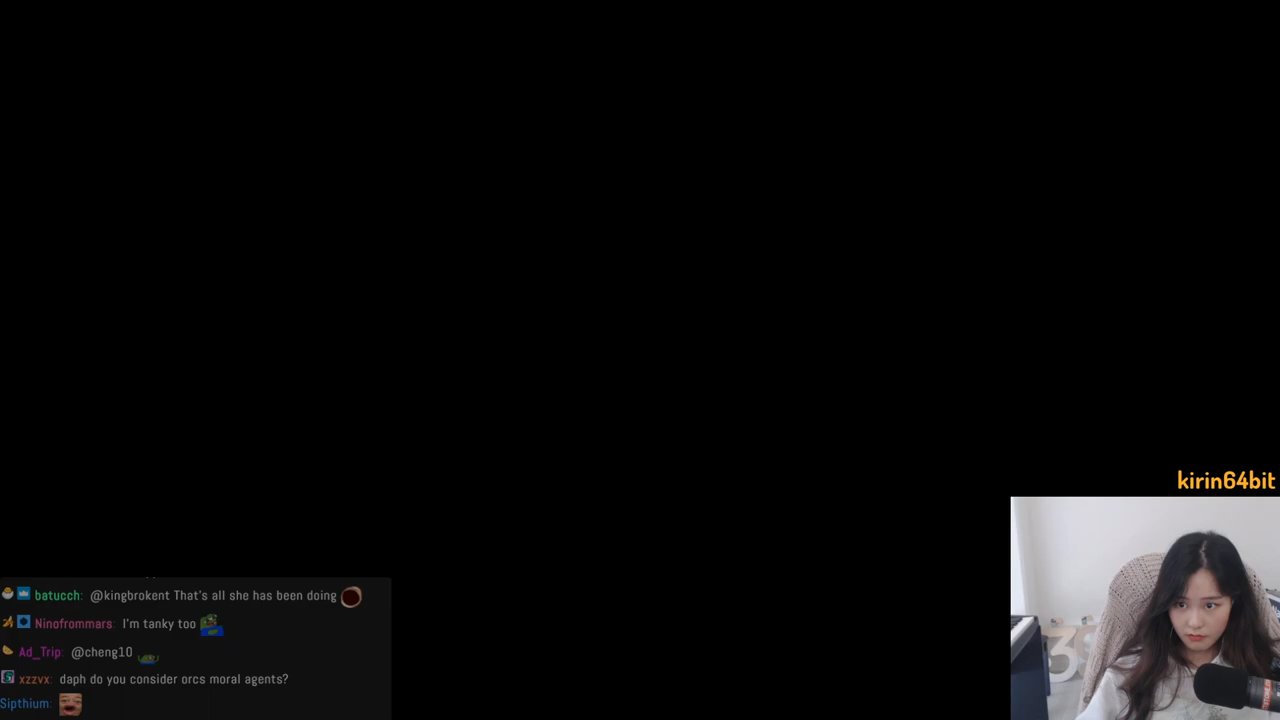 kirin64bit
batucch: @kingbrokent That's all she has been doing
Ninofrommars: I'm tanky too
Ad_Trip: @cheng10
xzzvx: daph do you consider orcs moral agents?
Sipthium: